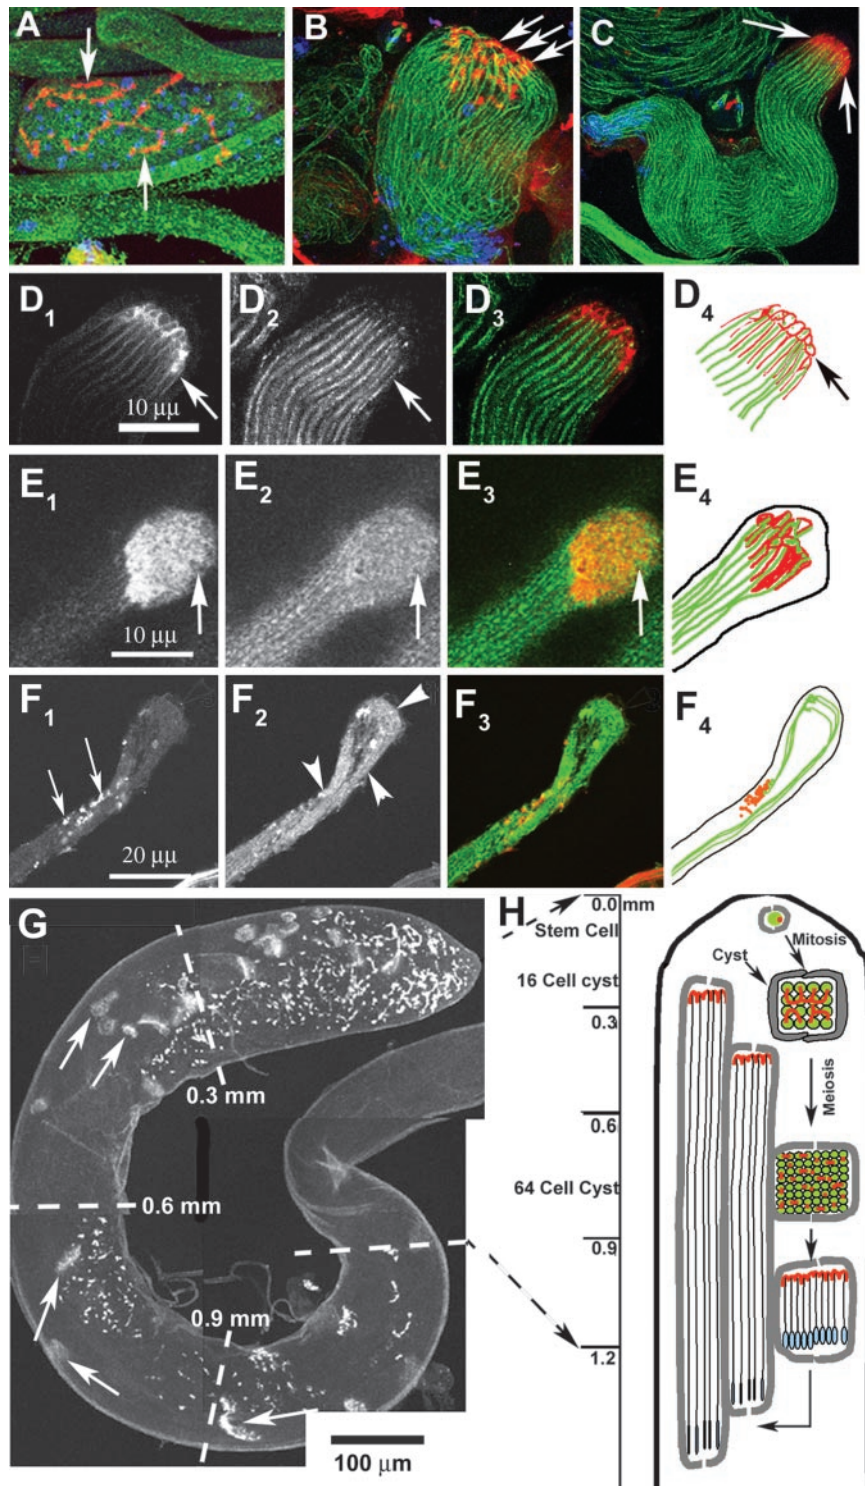 A
B
C
D1
D2
D3
D4
10 μμ
E1
E2
E3
E4
10 μμ
F1
F2
F3
F4
20 μμ
G
H
0.0 mm
Stem Cell
Mitosis
Cyst
16 Cell cyst
0.3
0.3 mm
Meiosis
0.6
0.6 mm
64 Cell Cyst
0.9
0.9 mm
1.2
100 μm